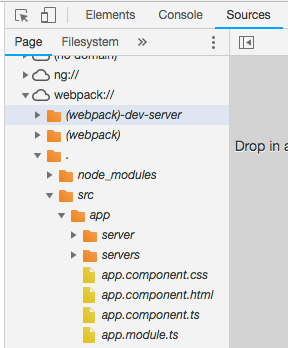 Elements Console Sources
Page Filesystem »
(no domain)
ng://
webpack://
(webpack)-dev-server
(webpack)
.
node_modules
src
app
server
servers
app.component.css
app.component.html
app.component.ts
app.module.ts
Drop in a